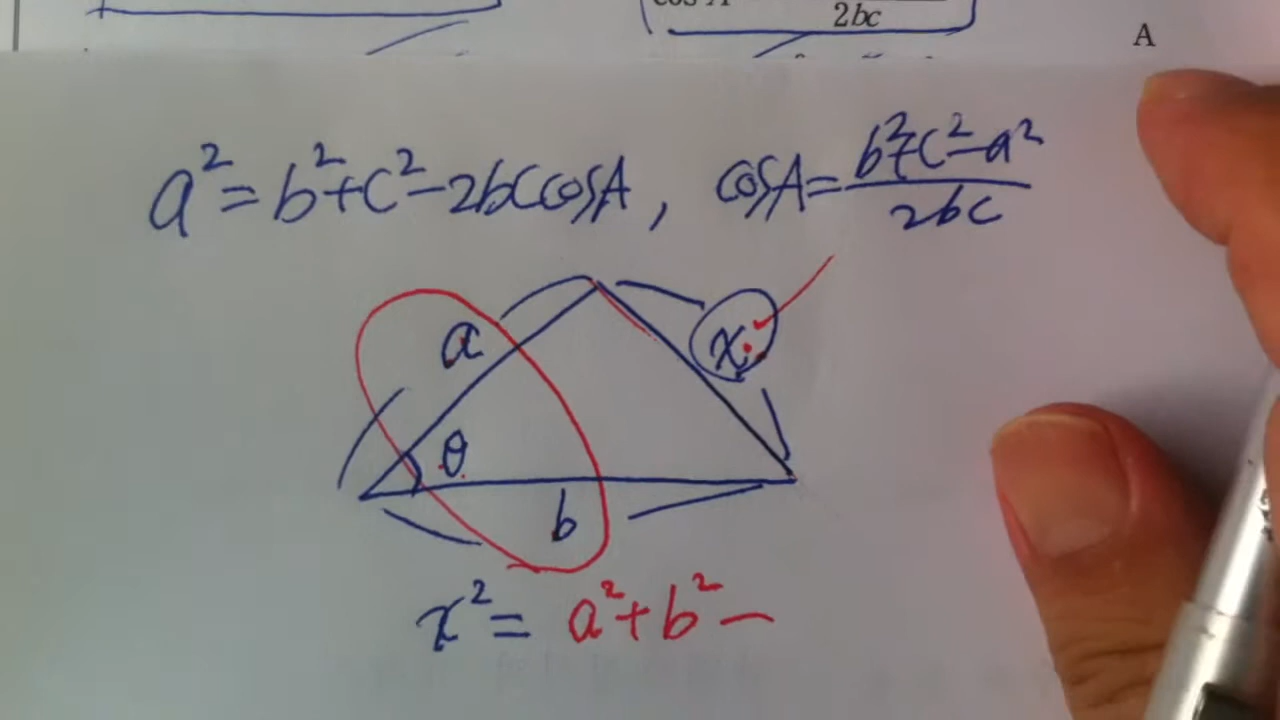 2bc
A
a²=b²+c²-2bccosA, cosA=b²+c²-a²/2bc
a
x
θ
b
x²= a²+b²-